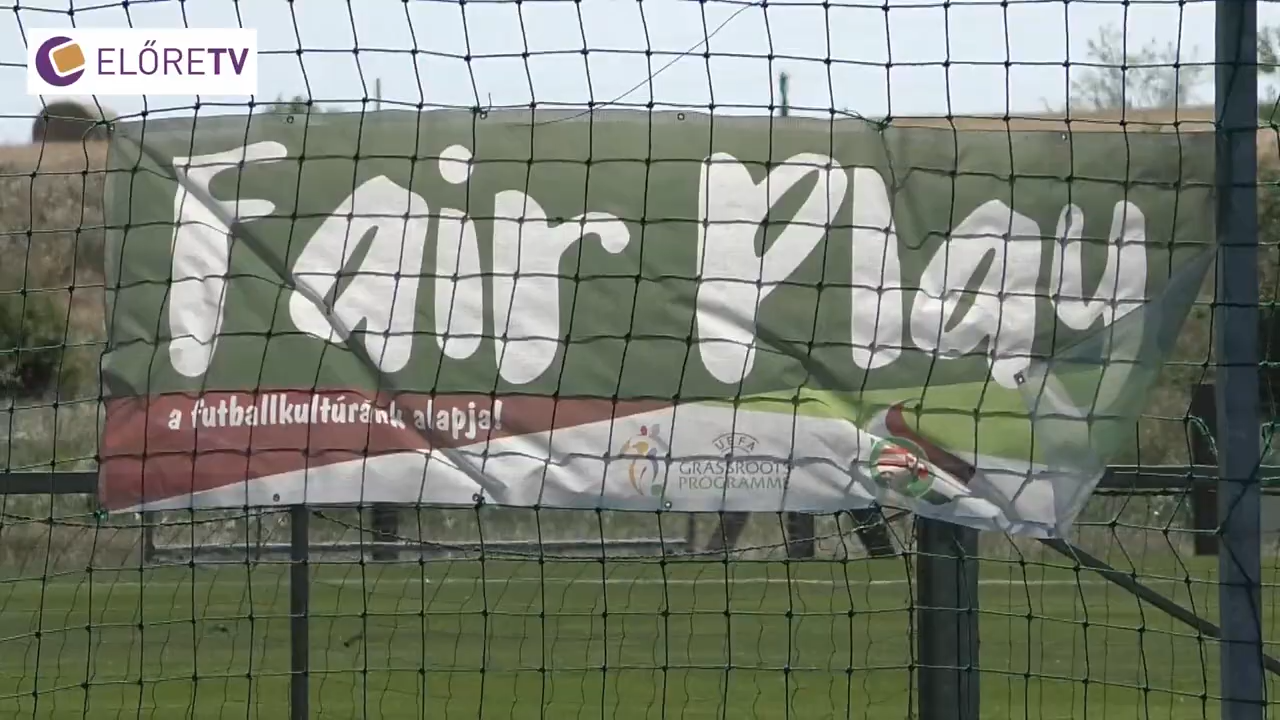 ELŐRETV
Fair Play
a futballkultúránk alapja!
UEFA
GRASSROOTS
PROGRAMME